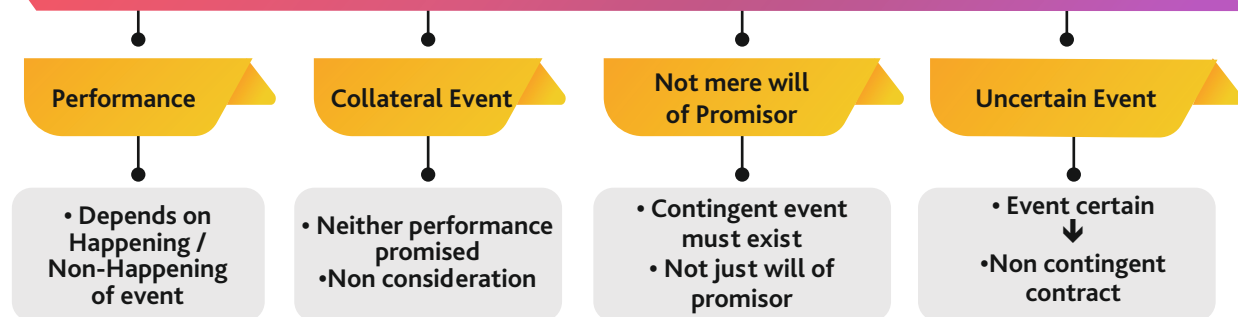 Performance
• Depends on
Happening /
Non-Happening
of event
Collateral Event
• Neither performance
promised
•Non consideration
Not mere will
of Promisor
• Contingent event
must exist
• Not just will of
promisor
Uncertain Event
• Event certain
•Non contingent
contract